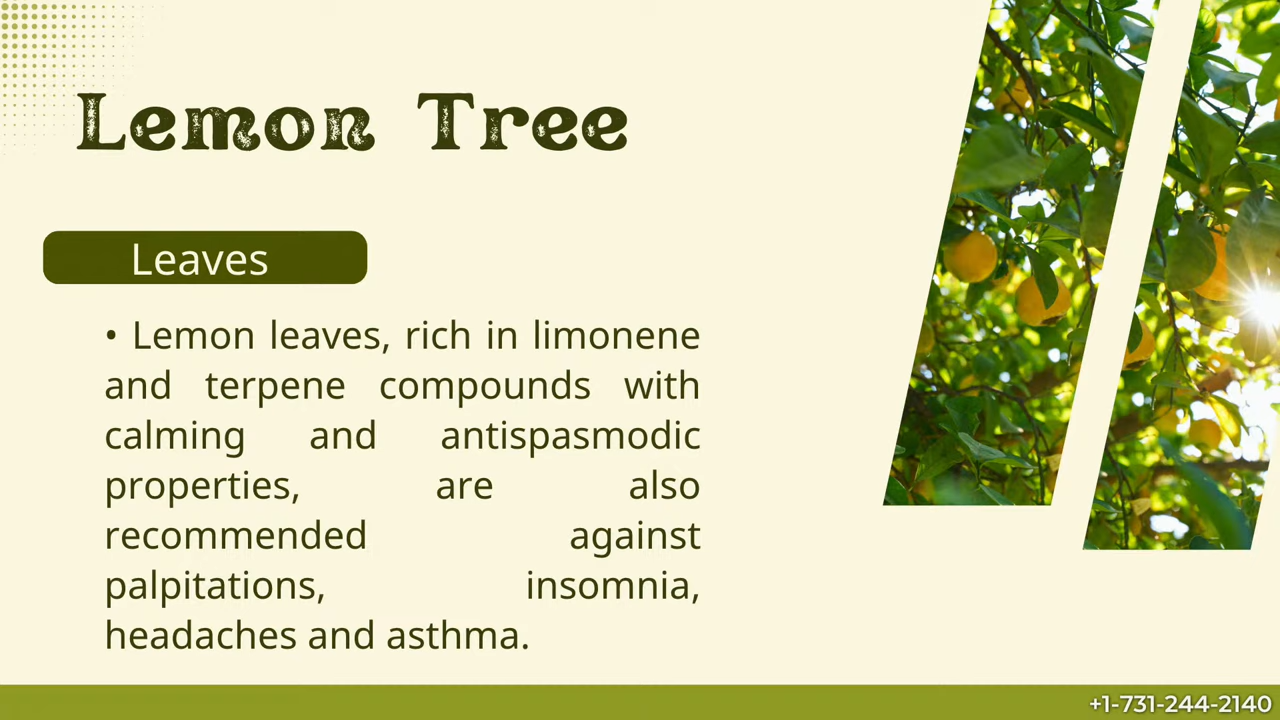 Lemon Tree
Leaves
• Lemon leaves, rich in limonene
and terpene compounds with
calming and antispasmodic
properties, are also
recommended against
palpitations, insomnia,
headaches and asthma.
+1-731-244-2140